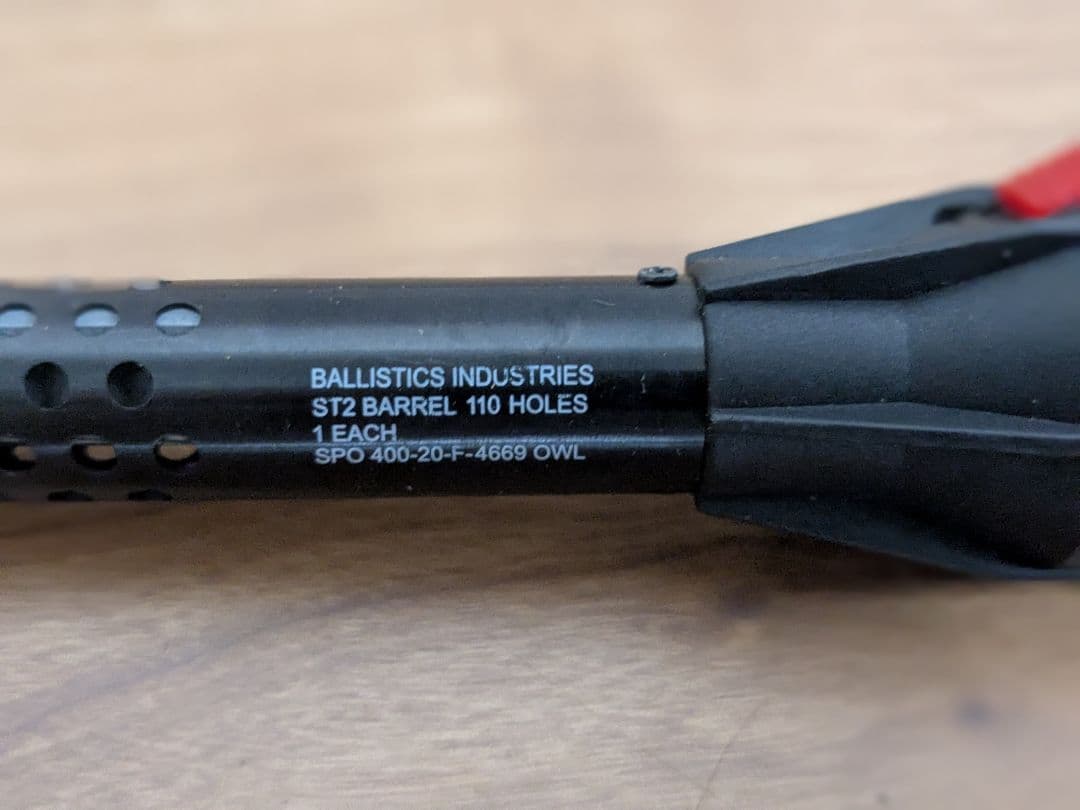 BALLISTICS INDUSTRIES
ST2 BARREL 110 HOLES
1 EACH
SPO 400-20-F-4669 OWL